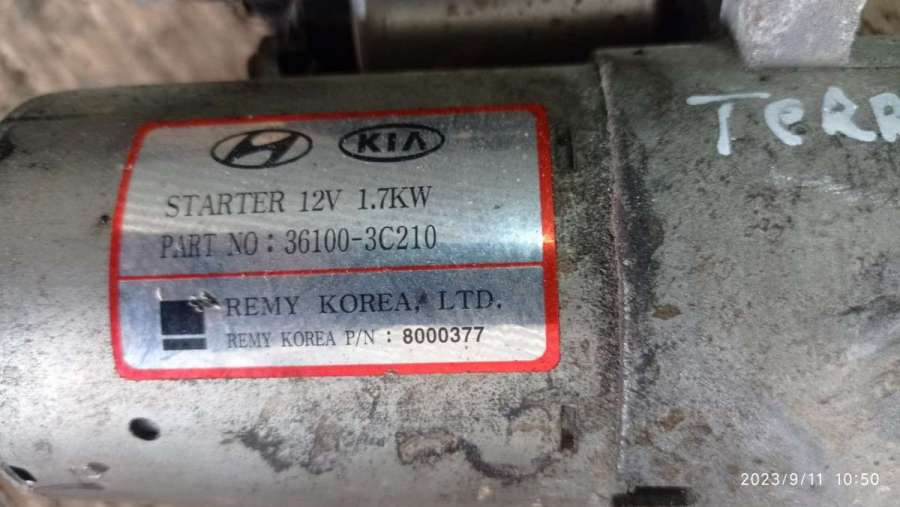 KIA
STARTER 12V 1.7KW
PART NO : 36100-3C210
REMY KOREA, LTD.
REMY KOREA P/N : 8000377
2023/9/11 10:50